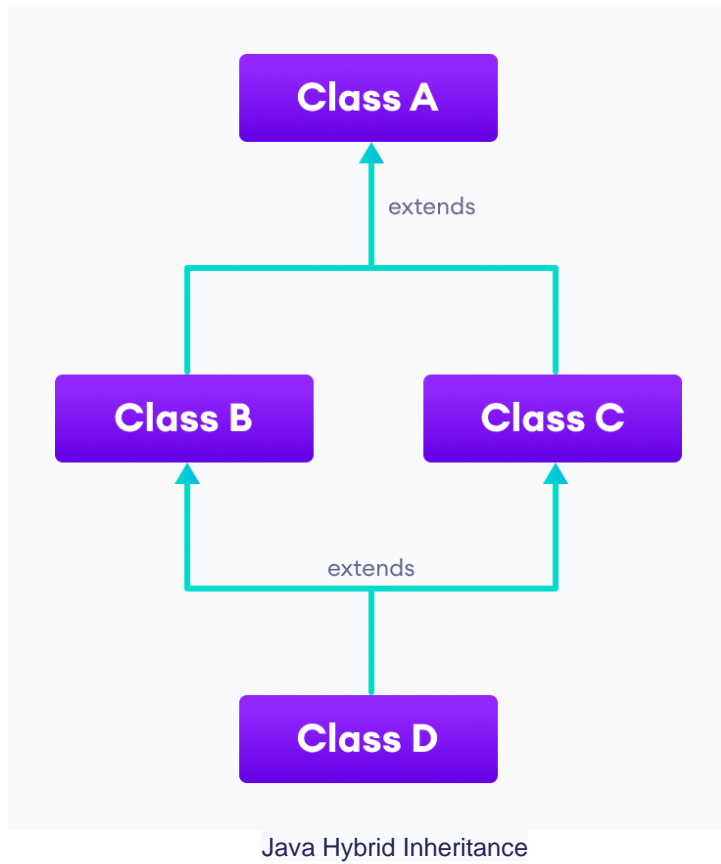 Class A
extends
Class B
Class C
extends
Class D
Java Hybrid Inheritance